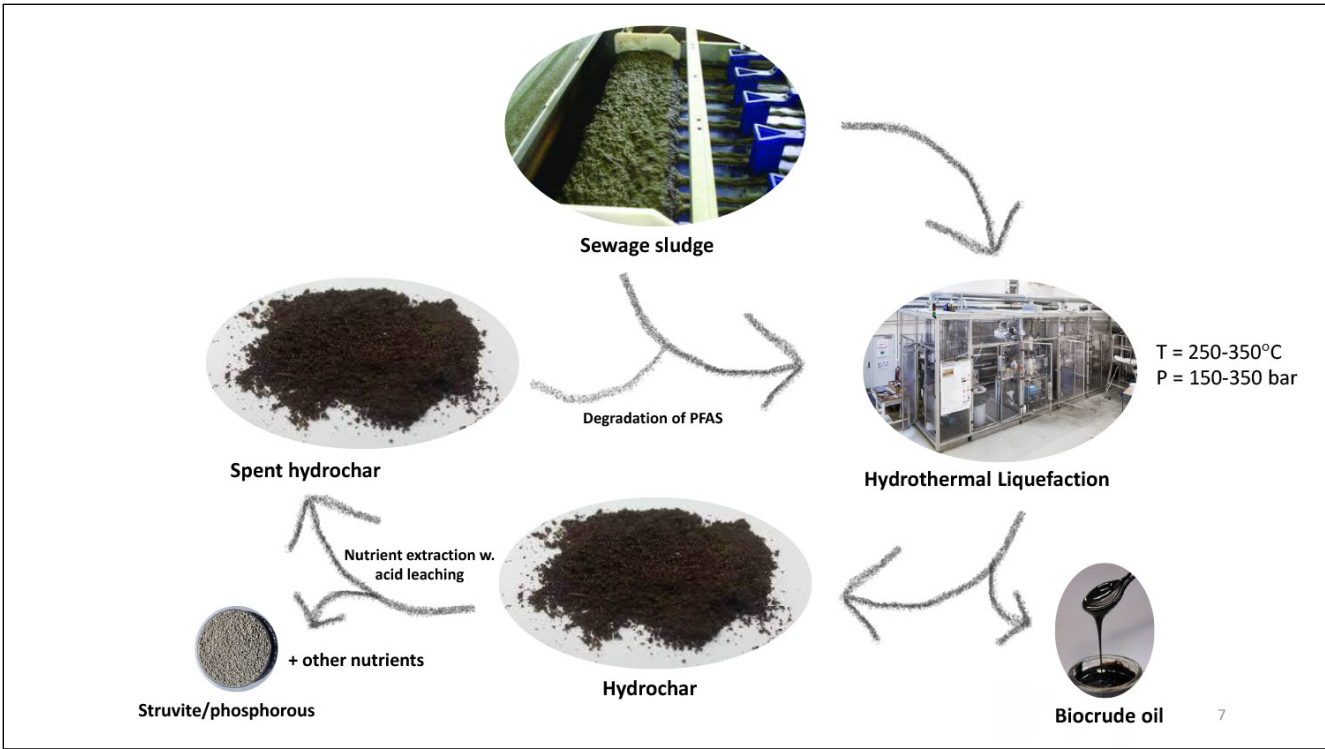 Sewage sludge
T = 250-350°C
P = 150-350 bar
Degradation of PFAS
Spent hydrochar
Hydrothermal Liquefaction
Nutrient extraction w.
acid leaching
+ other nutrients
Struvite/phosphorous
Hydrochar
Biocrude oil
7